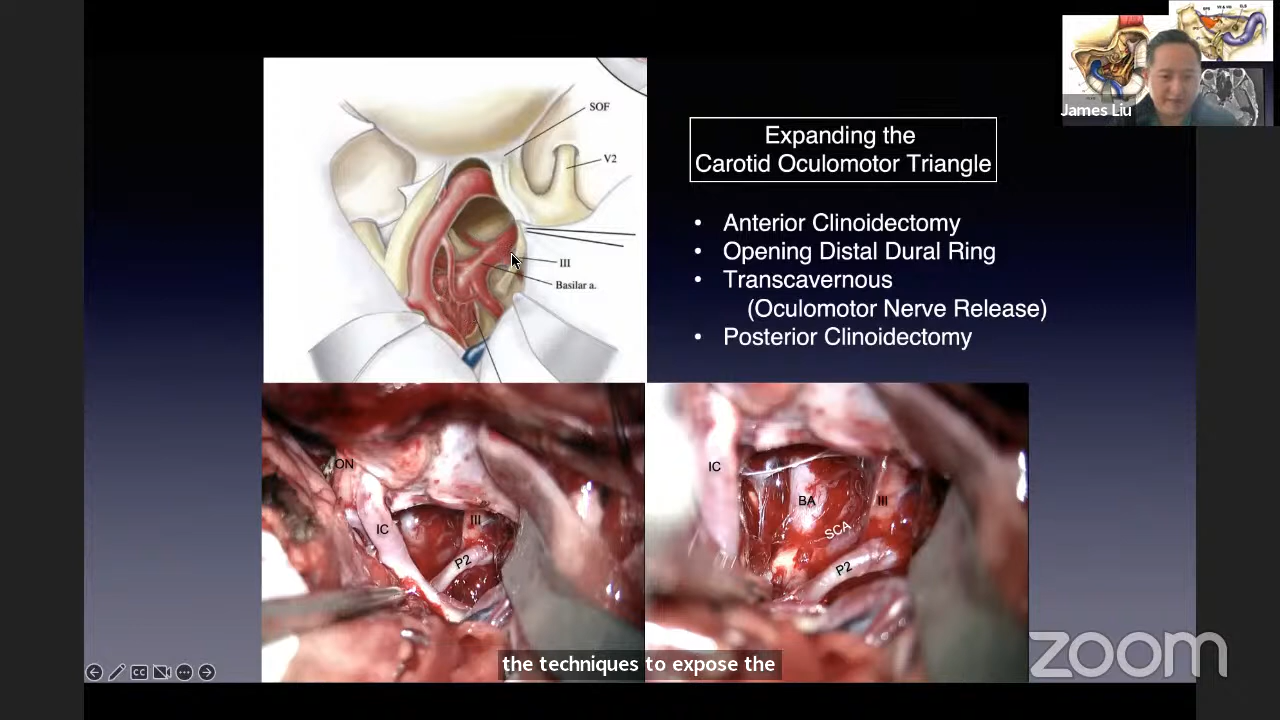 James Liu
SOF
V2
III
Basilar a.
Expanding the
Carotid Oculomotor Triangle
• Anterior Clinoidectomy
• Opening Distal Dural Ring
• Transcavernous
(Oculomotor Nerve Release)
• Posterior Clinoidectomy
ON
IC
III
P2
IC
BA
III
SCA
P2
the techniques to expose the
CC
zoom